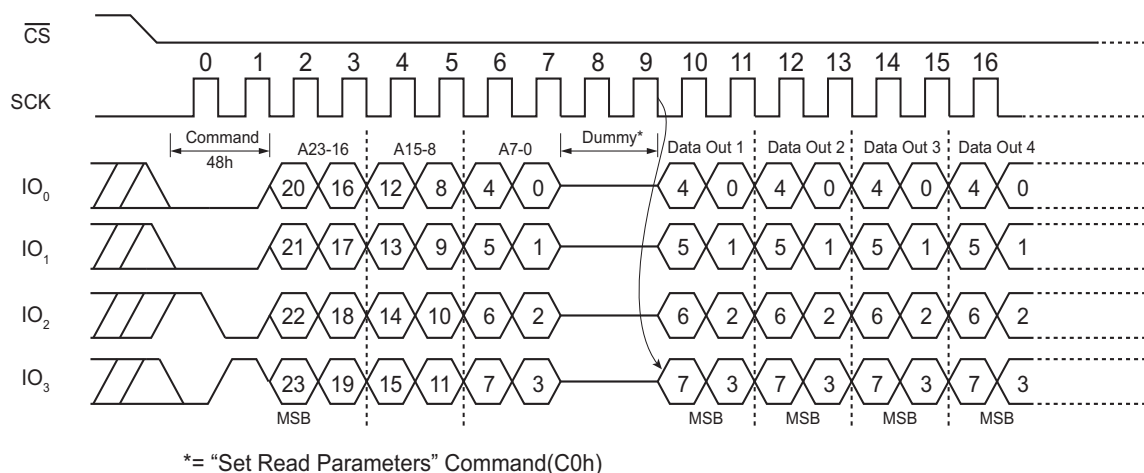 CS
0 1 2 3 4 5 6 7 8 9 10 11 12 13 14 15 16
SCK
Command
48h
A23-16 A15-8 A7-0 Dummy* Data Out 1 Data Out 2 Data Out 3 Data Out 4
IO0 20 16 12 8 4 0 4 0 4 0 4 0 4 0
IO1 21 17 13 9 5 1 5 1 5 1 5 1 5 1
IO2 22 18 14 10 6 2 6 2 6 2 6 2 6 2
IO3 23 19 15 11 7 3 7 3 7 3 7 3 7 3
MSB MSB MSB MSB MSB
*= “Set Read Parameters” Command(C0h)